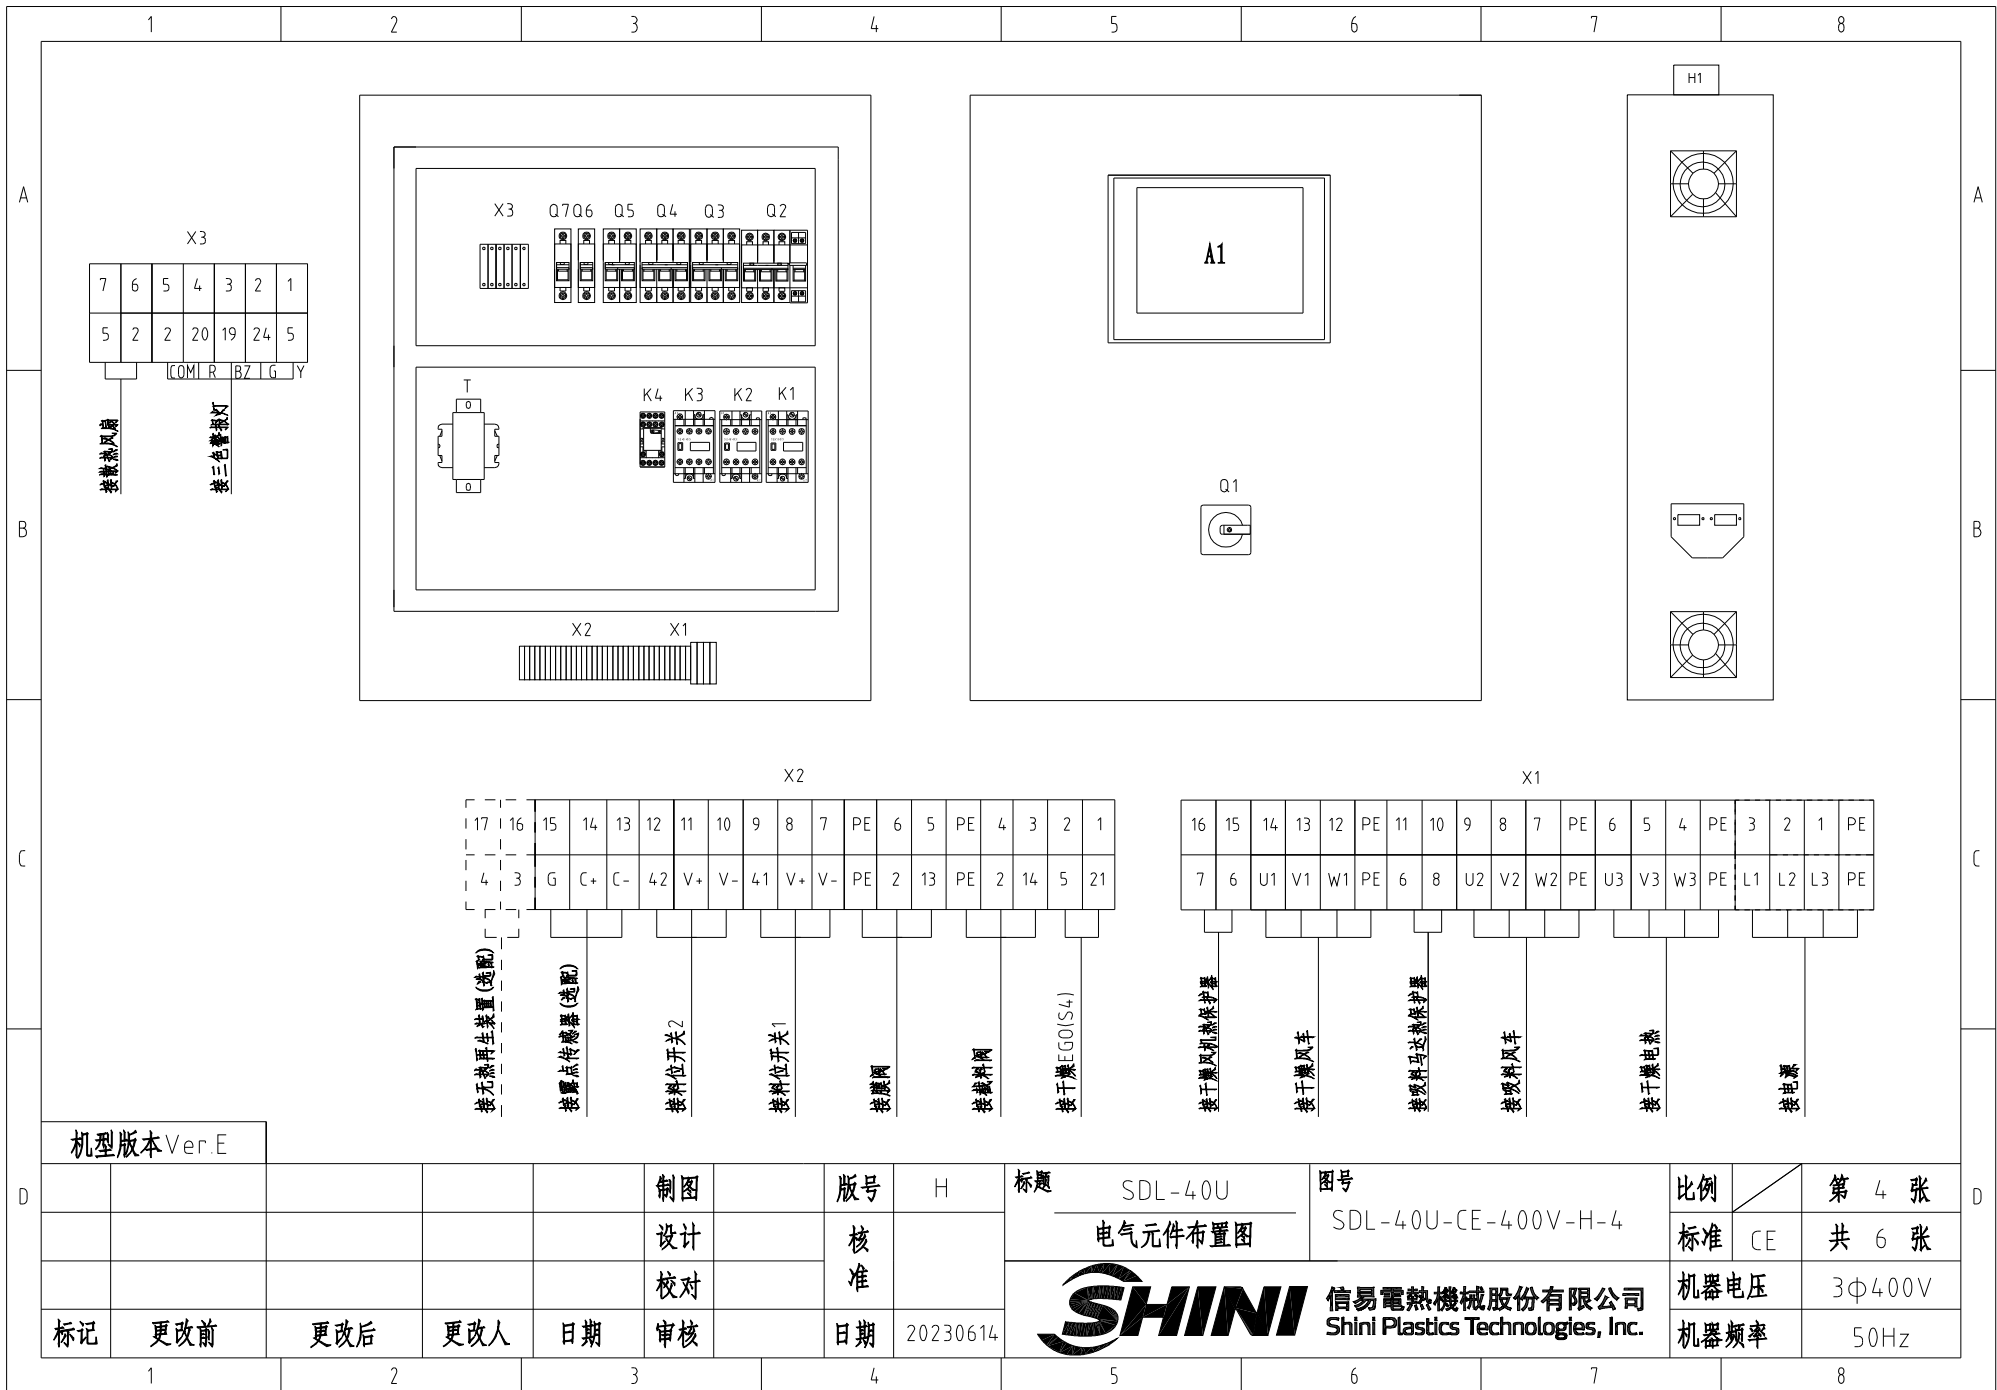 1 2 3 4 5 6 7 8
H1
A A
X3 Q7 Q6 Q5 Q4 Q3 Q2
A1
X3
7 6 5 4 3 2 1
5 2 2 20 19 24 5
COM R BZ G Y
接散热风扇
接三色警报灯
T K4 K3 K2 K1
0
0
Q1
B B
X2 X1
X2
17 16 15 14 13 12 11 10 9 8 7 PE 6 5 PE 4 3 2 1
4 3 G C+ C- 42 V+ V- 41 V+ V- PE 2 13 PE 2 14 5 21
接无热再生装置(选配)
接露点传感器(选配)
接料位开关2
接料位开关1
接膜阀
接截料阀
接干燥EGO(S4)
X1
16 15 14 13 12 PE 11 10 9 8 7 PE 6 5 4 PE 3 2 1 PE
7 6 U1 V1 W1 PE 6 8 U2 V2 W2 PE U3 V3 W3 PE L1 L2 L3 PE
接干燥风机热保护器
接干燥风车
接吸料马达热保护器
接吸料风车
接干燥电热
接电源
C C
机型版本Ver.E
D D
制图 版号 H
设计 核准
校对
标记 更改前 更改后 更改人 日期 审核 日期 20230614
标题 SDL-40U
电气元件布置图
图号
SDL-40U-CE-400V-H-4
比例 第 4 张
标准 CE 共 6 张
机器电压 3φ400V
机器频率 50Hz
SHINI
信易電熱機械股份有限公司
Shini Plastics Technologies, Inc.
1 2 3 4 5 6 7 8